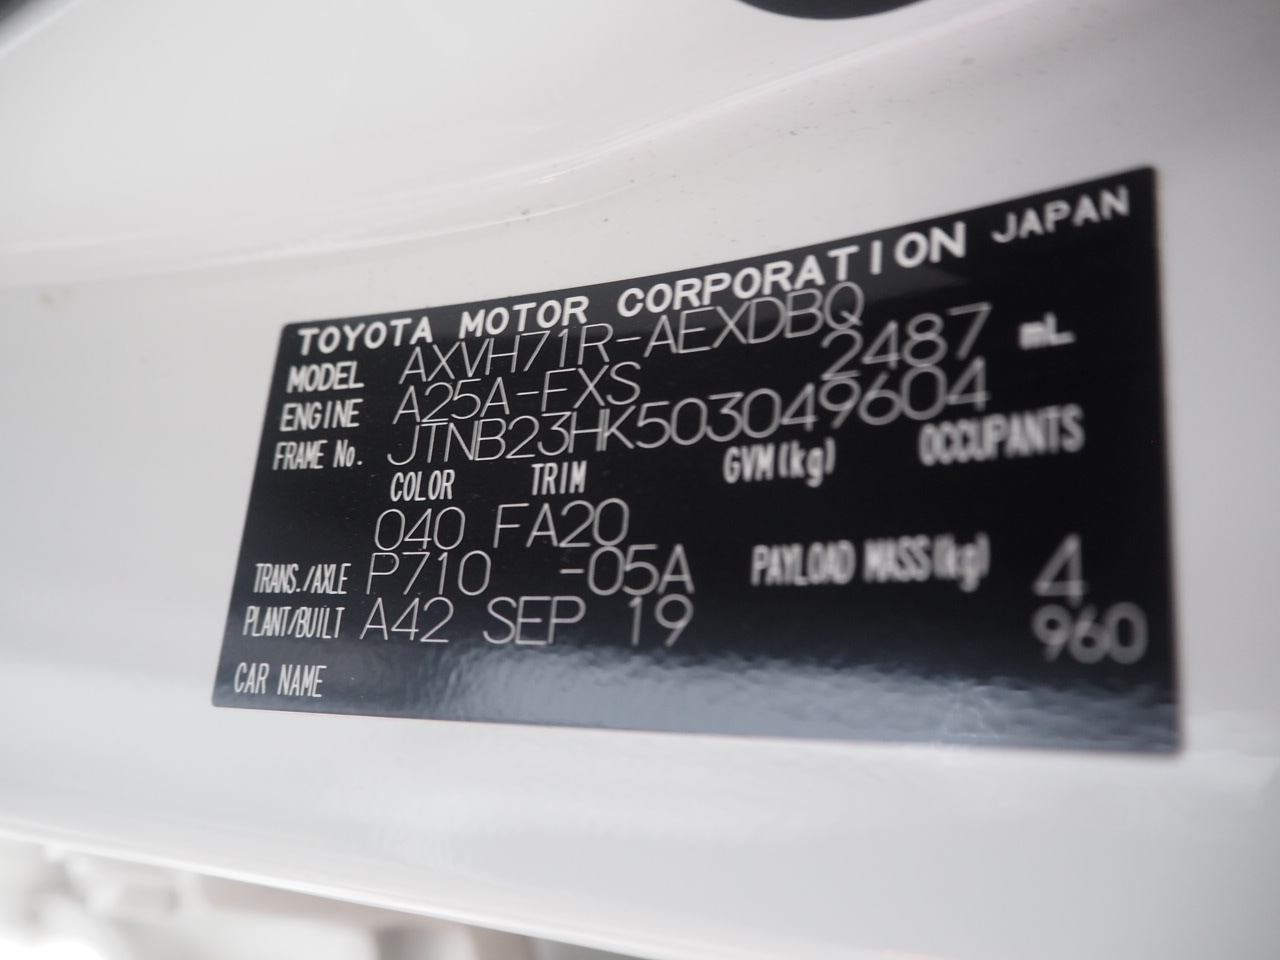 TOYOTA MOTOR CORPORATION JAPAN
MODEL AXVH71R-AEXDBQ
ENGINE A25A-FXS 2487 mL
FRAME No. JTNB23HK503049604
COLOR TRIM GVM(kg) OCCUPANTS
040 FA20
TRANS./AXLE P710 -05A PAYLOAD MASS(kg) 4
PLANT/BUILT A42 SEP 19 960
CAR NAME